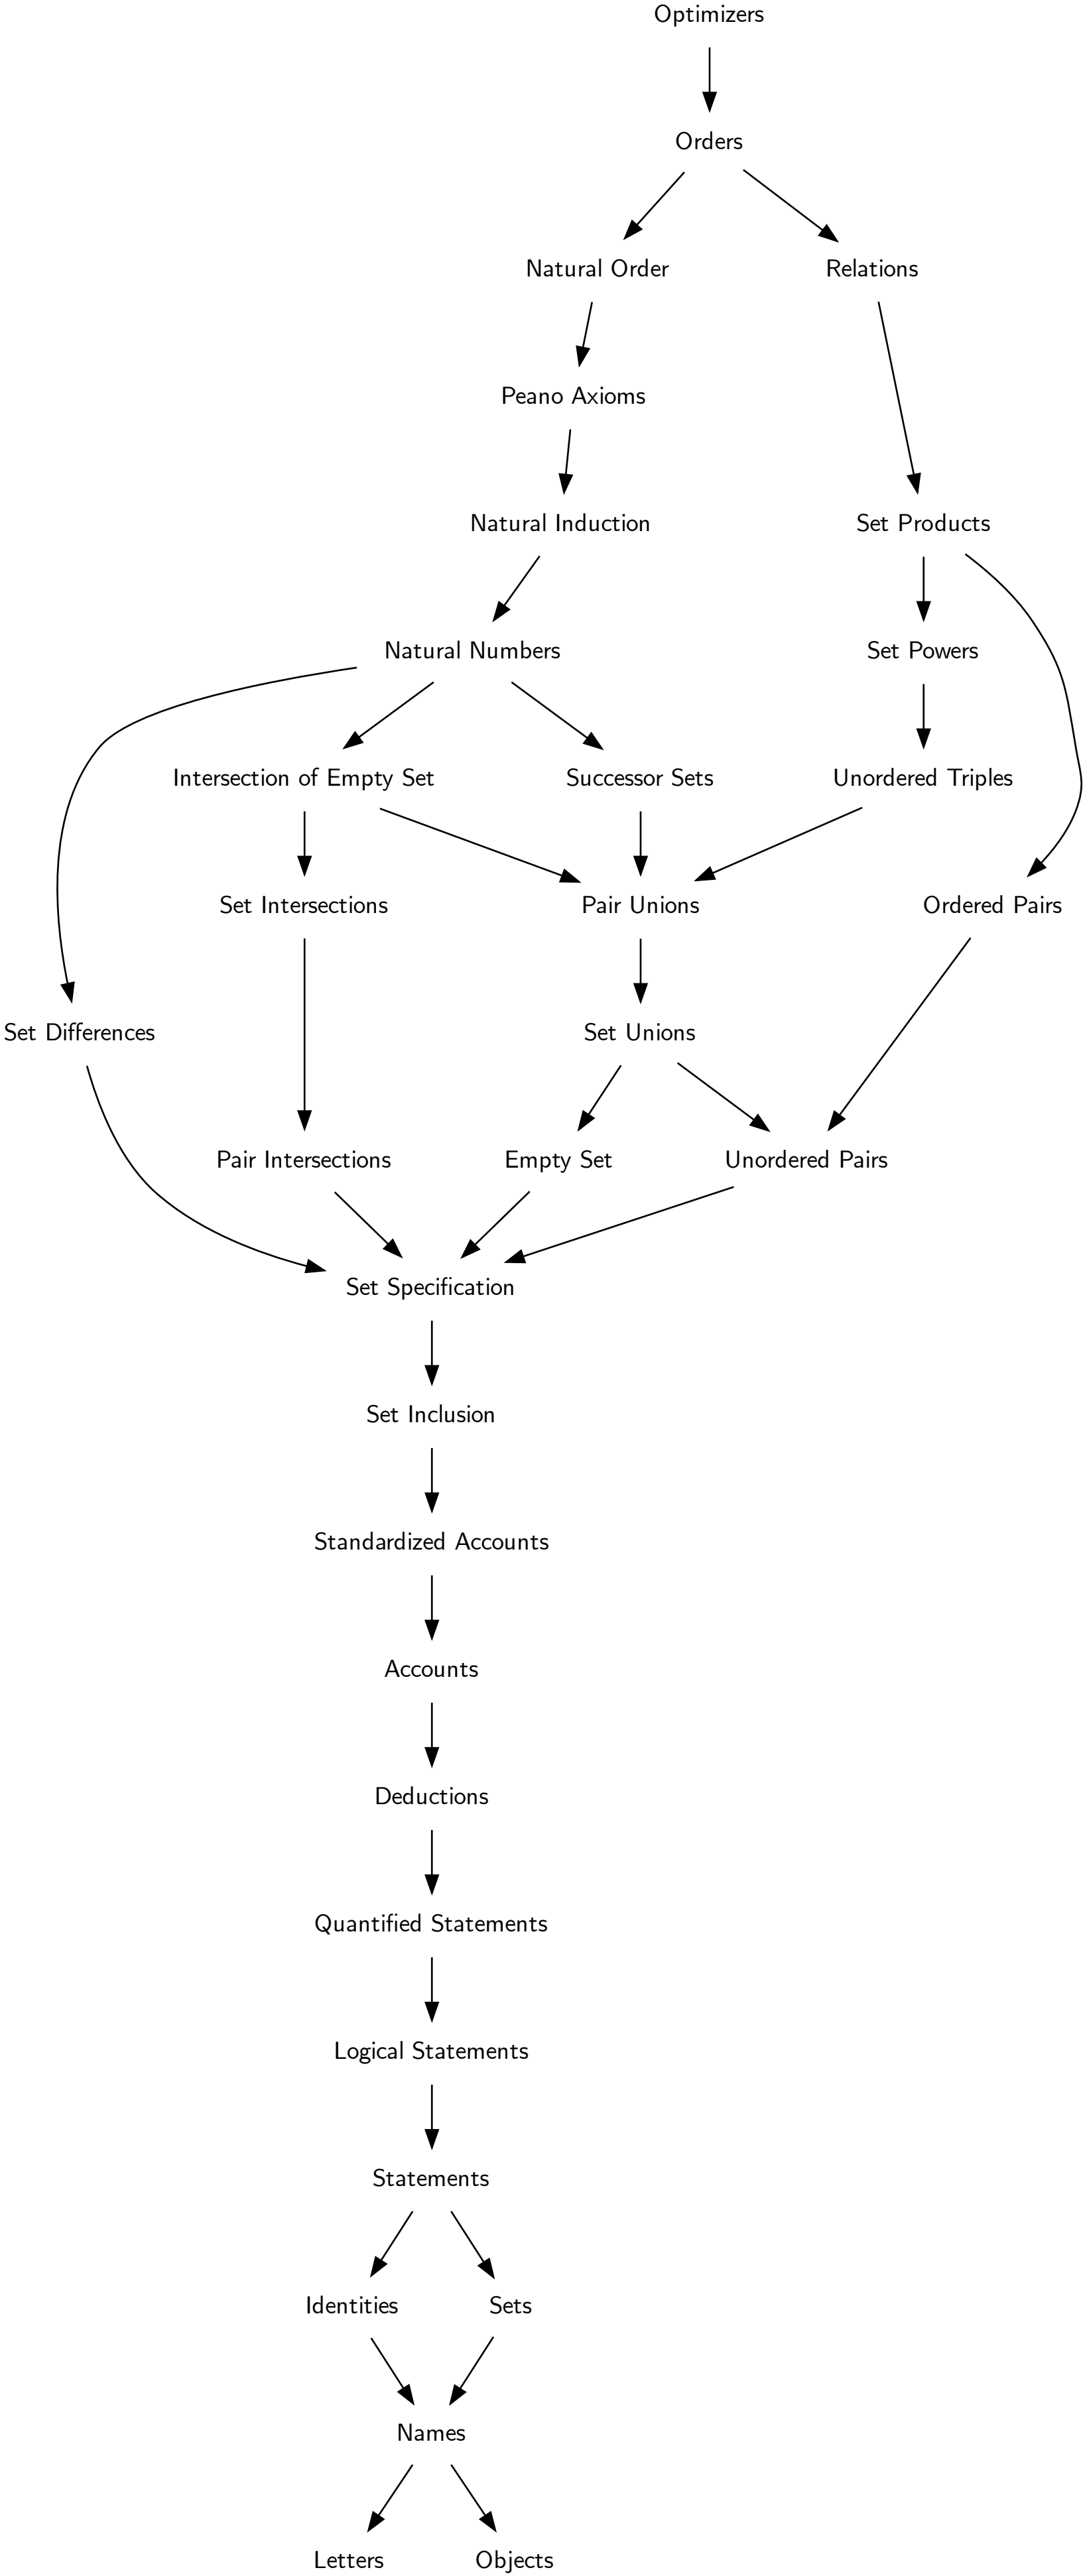 Optimizers
Orders
Natural Order
Relations
Peano Axioms
Natural Induction
Set Products
Natural Numbers
Set Powers
Intersection of Empty Set
Successor Sets
Unordered Triples
Set Intersections
Pair Unions
Ordered Pairs
Set Differences
Set Unions
Pair Intersections
Empty Set
Unordered Pairs
Set Specification
Set Inclusion
Standardized Accounts
Accounts
Deductions
Quantified Statements
Logical Statements
Statements
Identities
Sets
Names
Letters
Objects